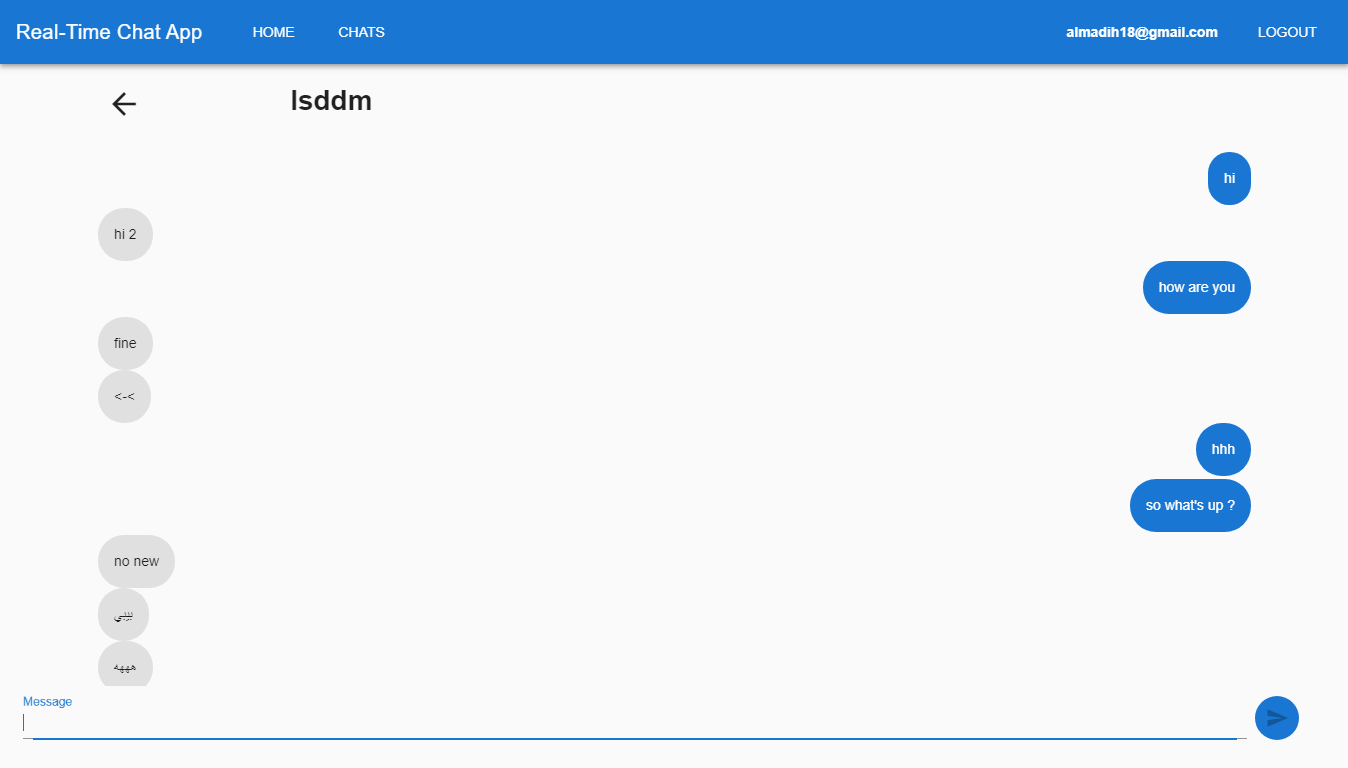 Real-Time Chat App HOME CHATS almadih18@gmail.com LOGOUT
lsddm
hi
hi 2
how are you
fine
<-<
hhh
so what's up ?
no new
هههه
Message